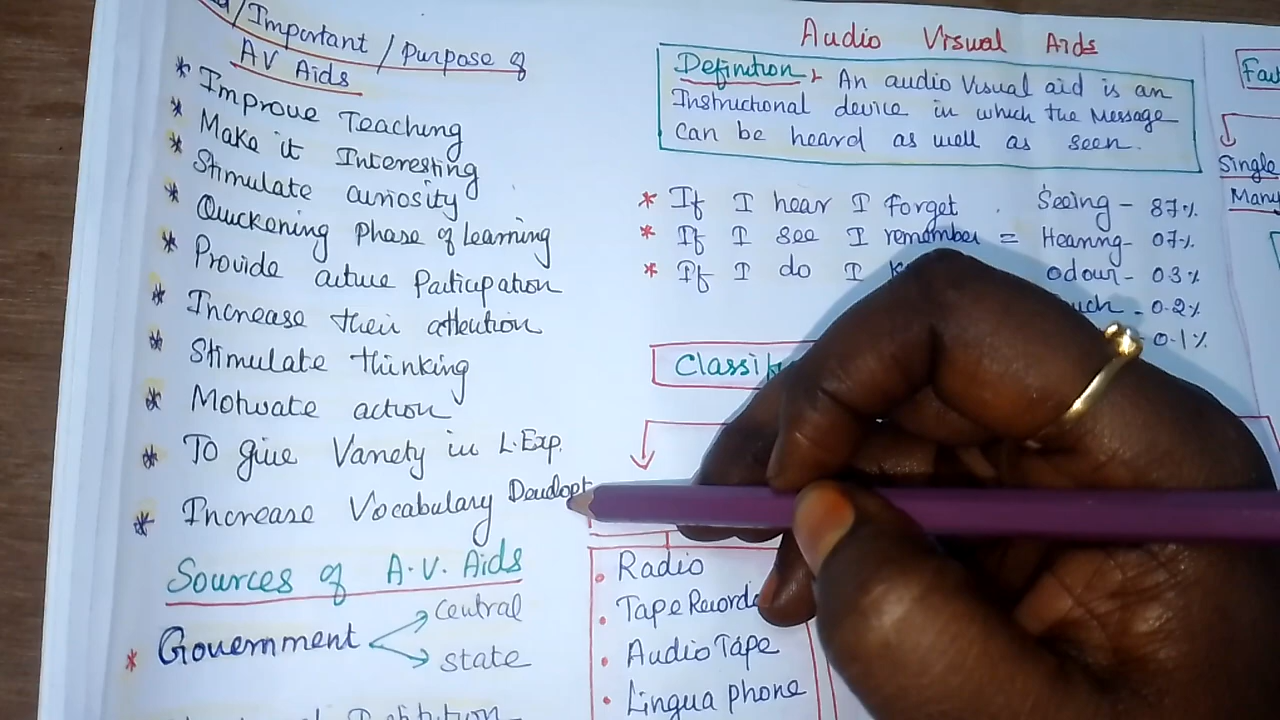 /Important / Purpose of
AV Aids
* Improve Teaching
* Make it Interesting
* Stimulate curiosity
* Quickening Phase of Learning
* Provide active Participation
* Increase their attention
* Stimulate thinking
* Motivate action
* To give Variety in L.Exp.
* Increase Vocabulary
Sources of A.V. Aids
* Government
Central
State
Audio Visual Aids
Definition:- An audio Visual aid is an
Instructional device in which the Message
can be heard as well as seen.
* If I hear I forget . Seeing - 87%
* If I see I remember = Hearing - 07%
* If I do I odour - 0.3%
- 0.2%
- 0.1%
• Radio
• Tape
• Audio Tape
• Lingua phone
Single